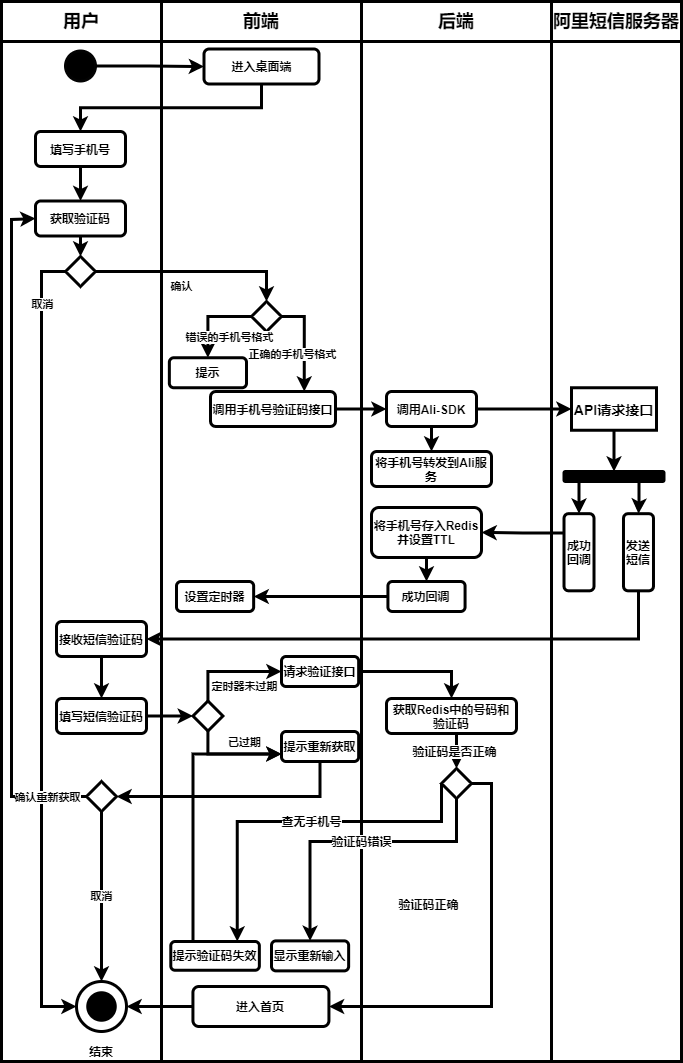 用户
前端
后端
阿里短信服务器
进入桌面端
填写手机号
获取验证码
取消
确认
错误的手机号格式
正确的手机号格式
提示
调用手机号验证码接口
调用Ali-SDK
API请求接口
将手机号转发到Ali服
务
将手机号存入Redis
并设置TTL
成功
回调
发送
短信
设置定时器
成功回调
接收短信验证码
请求验证接口
定时器未过期
填写短信验证码
获取Redis中的号码和
验证码
已过期
提示重新获取
验证码是否正确
确认重新获取
查无手机号
验证码错误
取消
验证码正确
提示验证码失效
显示重新输入
进入首页
结束